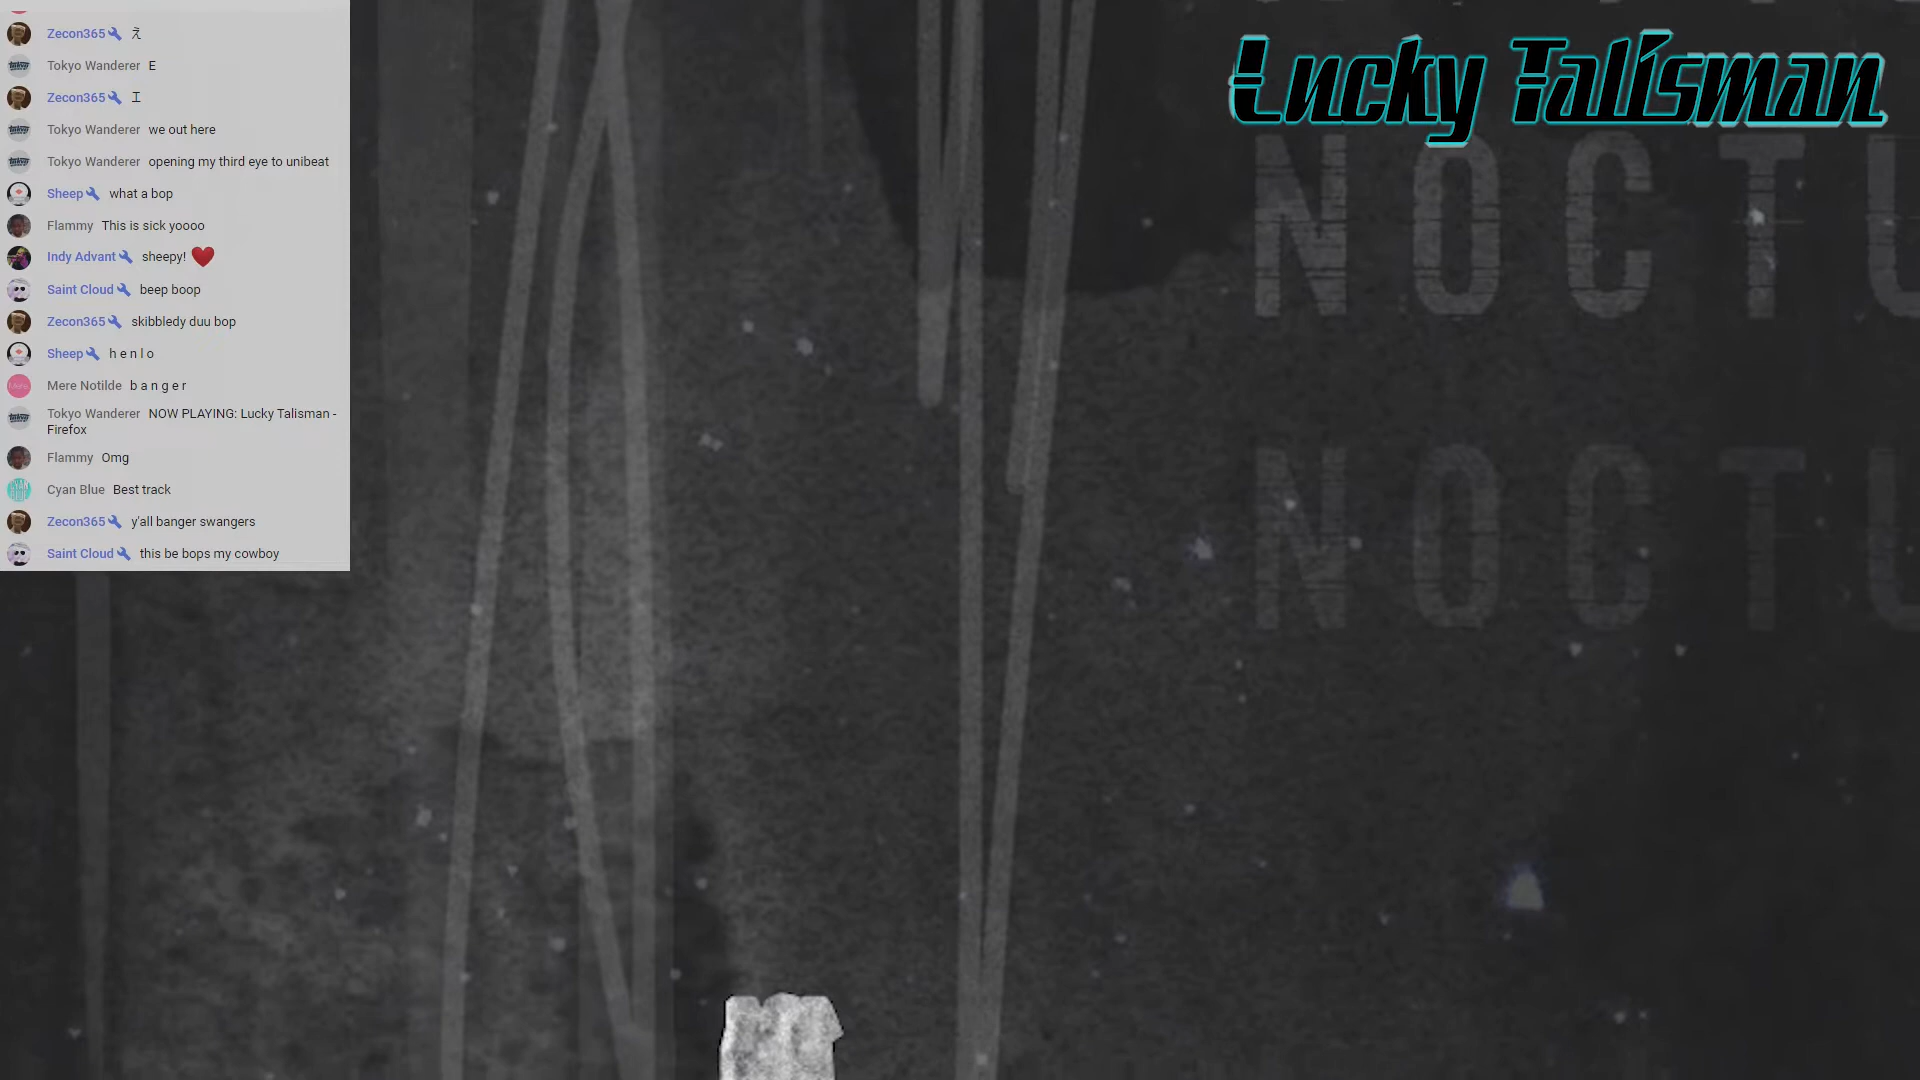 Zecon365 え
Tokyo Wanderer E
Zecon365 エ
Tokyo Wanderer we out here
Tokyo Wanderer opening my third eye to unibeat
Sheep what a bop
Flammy This is sick yoooo
Indy Advant sheepy! ❤
Saint Cloud beep boop
Zecon365 skibbledy duu bop
Sheep h e n l o
Mere Notilde b a n g e r
Tokyo Wanderer NOW PLAYING: Lucky Talisman -
Firefox
Flammy Omg
Cyan Blue Best track
Zecon365 y'all banger swangers
Saint Cloud this be bops my cowboy
Lucky Talisman
NOCTU
NOCTU